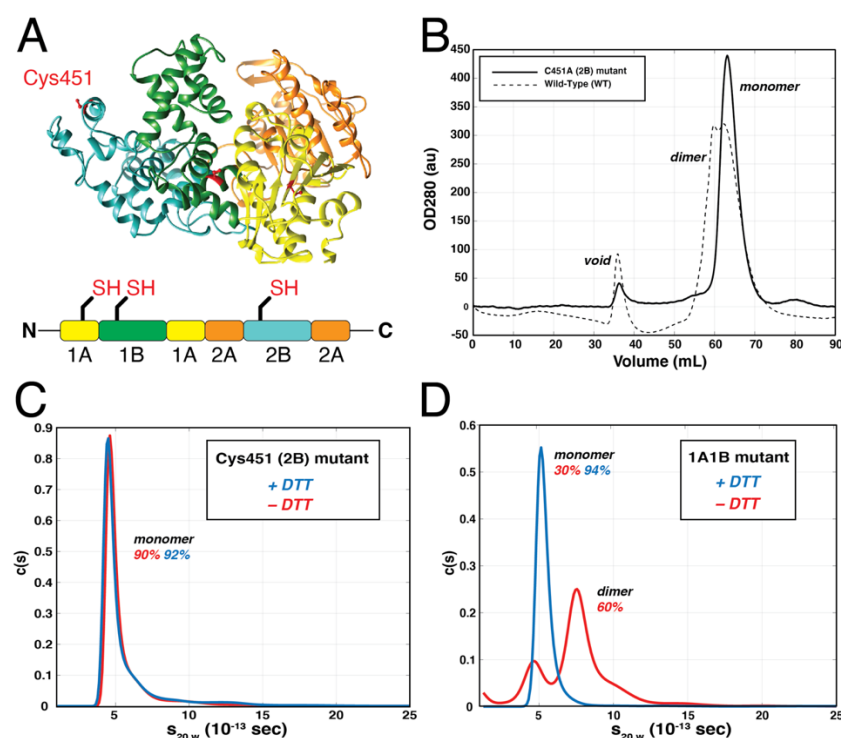 A
Cys451
SH SH SH
N C
1A 1B 1A 2A 2B 2A
B
C451A (2B) mutant
Wild-Type (WT)
monomer
dimer
void
OD280 (au)
450
400
350
300
250
200
150
100
50
0
-50
0 10 20 30 40 50 60 70 80 90
Volume (mL)
C
Cys451 (2B) mutant
+ DTT
– DTT
monomer
90% 92%
c(s)
0.9
0.8
0.7
0.6
0.5
0.4
0.3
0.2
0.1
0
5 10 15 20 25
s20,w (10-13 sec)
D
1A1B mutant
+ DTT
– DTT
monomer
30% 94%
dimer
60%
c(s)
0.6
0.5
0.4
0.3
0.2
0.1
0
5 10 15 20 25
s20,w (10-13 sec)